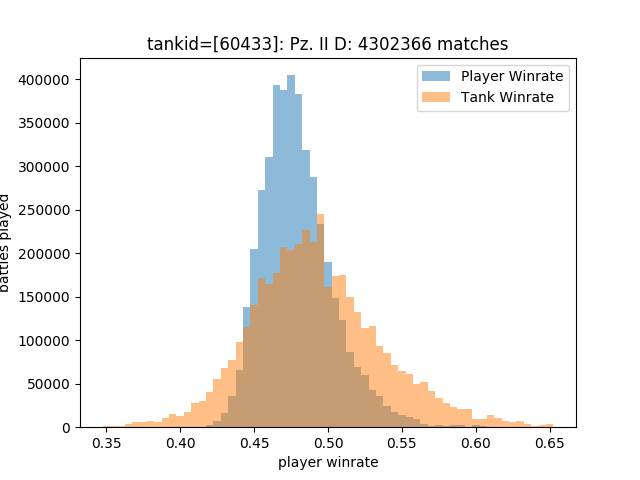 tankid=[60433]: Pz. II D: 4302366 matches
Player Winrate
Tank Winrate
400000
350000
300000
250000
200000
150000
100000
50000
0
battles played
0.35 0.40 0.45 0.50 0.55 0.60 0.65
player winrate